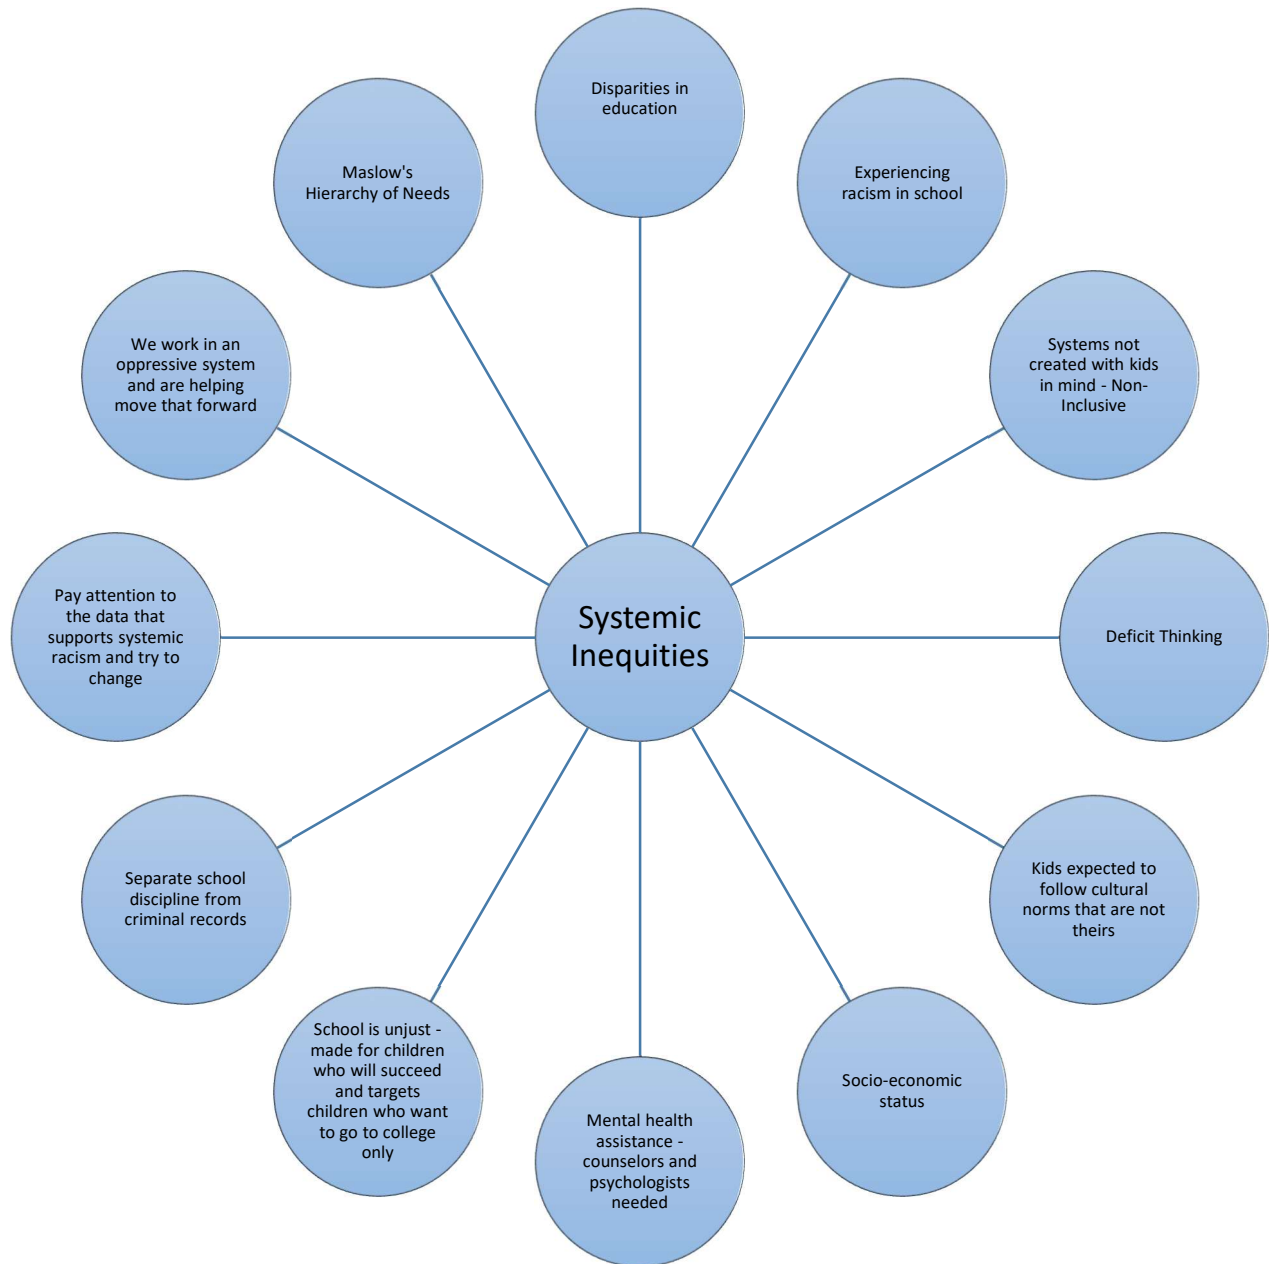 Disparities in
education
Experiencing
racism in school
Systems not
created with kids
in mind - Non-
Inclusive
Deficit Thinking
Kids expected to
follow cultural
norms that are not
theirs
Socio-economic
status
Mental health
assistance -
counselors and
psychologists
needed
School is unjust -
made for children
who will succeed
and targets
children who want
to go to college
only
Separate school
discipline from
criminal records
Pay attention to
the data that
supports systemic
racism and try to
change
We work in an
oppressive system
and are helping
move that forward
Maslow's
Hierarchy of Needs
Systemic
Inequities